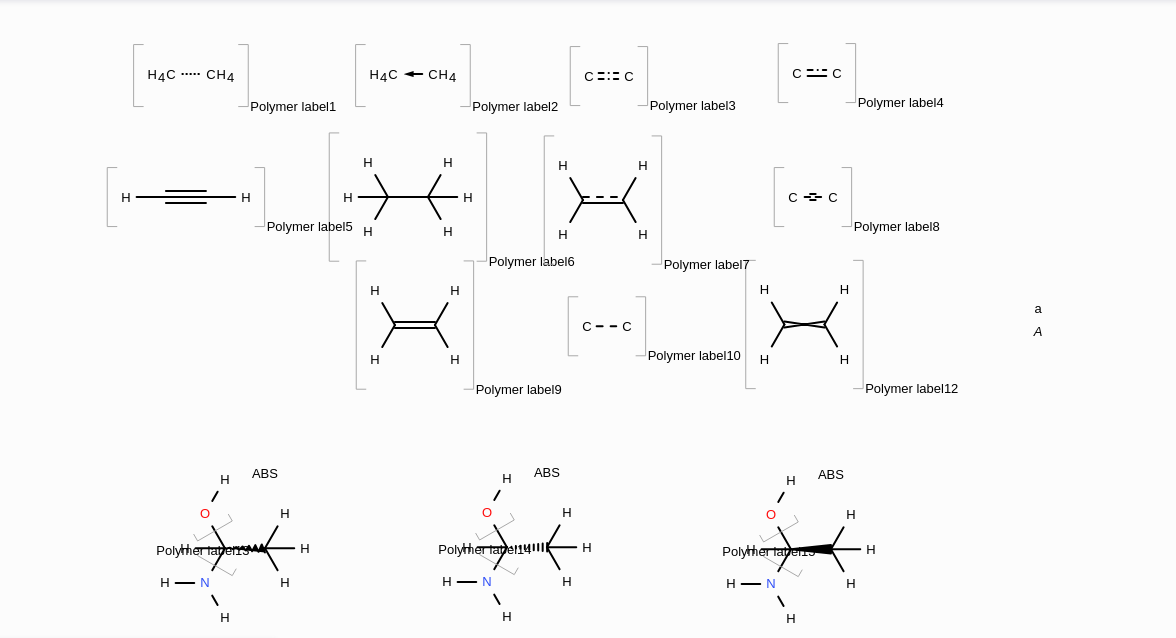 H4C CH4 Polymer label1
H4C CH4 Polymer label2
C C Polymer label3
C C Polymer label4
H H Polymer label5
H H
H H
H H Polymer label6
H H
H H Polymer label7
C C Polymer label8
H H
H H Polymer label9
C C Polymer label10
H H
H H Polymer label12
a
A
H ABS
O H
Polymer label13 H H
H N H
H
H ABS
O H
Polymer label14 H H
H N H
H
H ABS
O H
Polymer label15 H H
H N H
H